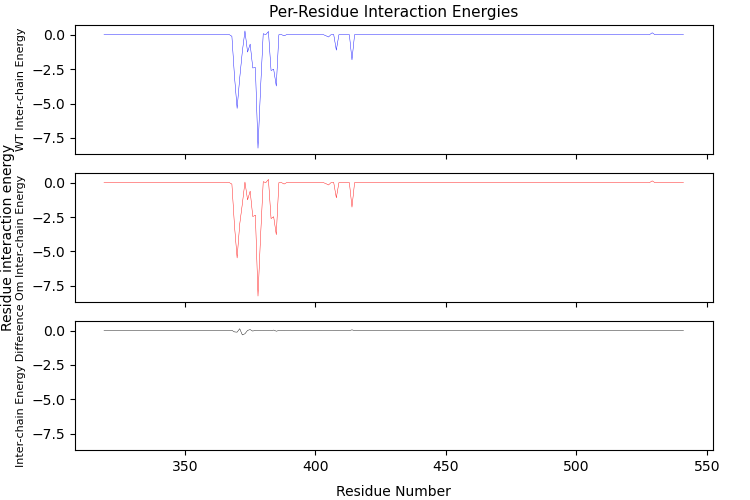 Per-Residue Interaction Energies
Residue interaction energy
WT Inter-chain Energy
0.0
−2.5
−5.0
−7.5
Om Inter-chain Energy
0.0
−2.5
−5.0
−7.5
Inter-chain Energy Difference
0.0
−2.5
−5.0
−7.5
350
400
450
500
550
Residue Number